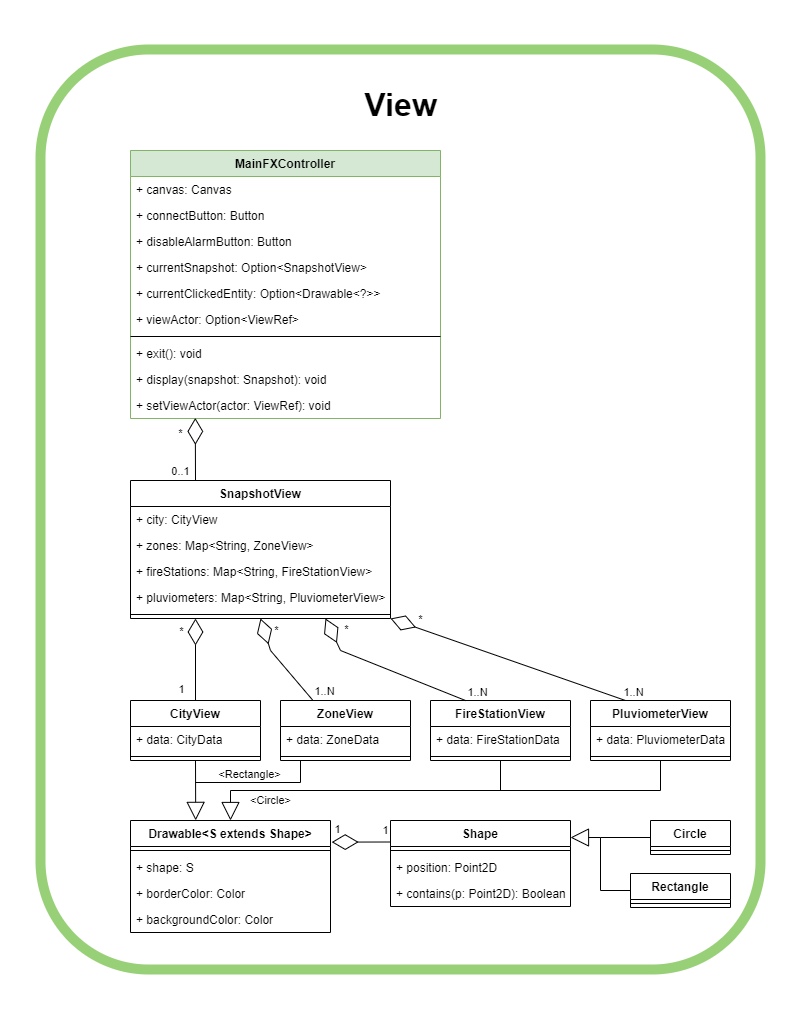 View
MainFXController
+ canvas: Canvas
+ connectButton: Button
+ disableAlarmButton: Button
+ currentSnapshot: Option<SnapshotView>
+ currentClickedEntity: Option<Drawable<?>>
+ viewActor: Option<ViewRef>
+ exit(): void
+ display(snapshot: Snapshot): void
+ setViewActor(actor: ViewRef): void
*
0..1
SnapshotView
+ city: CityView
+ zones: Map<String, ZoneView>
+ fireStations: Map<String, FireStationView>
+ pluviometers: Map<String, PluviometerView>
* * * *
1 1..N 1..N 1..N
CityView
+ data: CityData
ZoneView
+ data: ZoneData
FireStationView
+ data: FireStationData
PluviometerView
+ data: PluviometerData
<Rectangle>
<Circle>
Drawable<S extends Shape>
+ shape: S
+ borderColor: Color
+ backgroundColor: Color
1 1
Shape
+ position: Point2D
+ contains(p: Point2D): Boolean
Circle
Rectangle